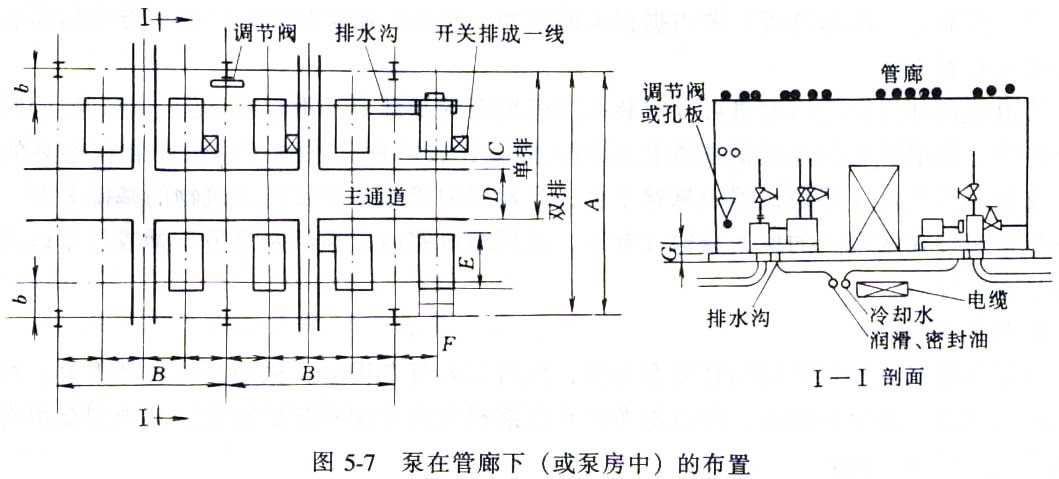 I
调节阀
排水沟
开关排成一线
b
C
单排
双排
A
D
主通道
E
b
F
B
B
I
管廊
调节阀
或孔板
G
排水沟
冷却水
润滑、密封油
电缆
I—I 剖面
图 5-7 泵在管廊下（或泵房中）的布置